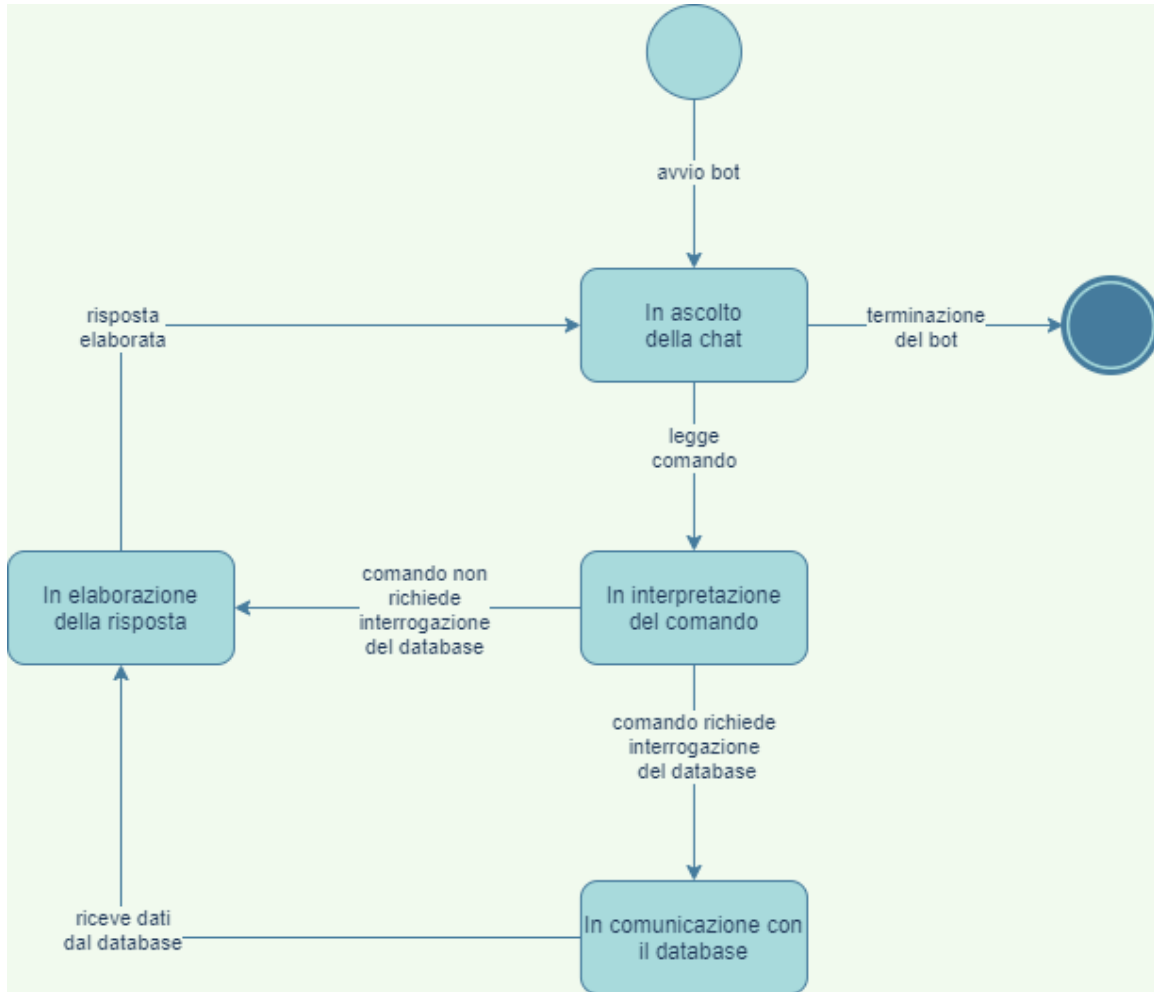 avvio bot
In ascolto
della chat
terminazione
del bot
risposta
elaborata
legge
comando
In elaborazione
della risposta
comando non
richiede
interrogazione
del database
In interpretazione
del comando
comando richiede
interrogazione
del database
riceve dati
dal database
In comunicazione con
il database